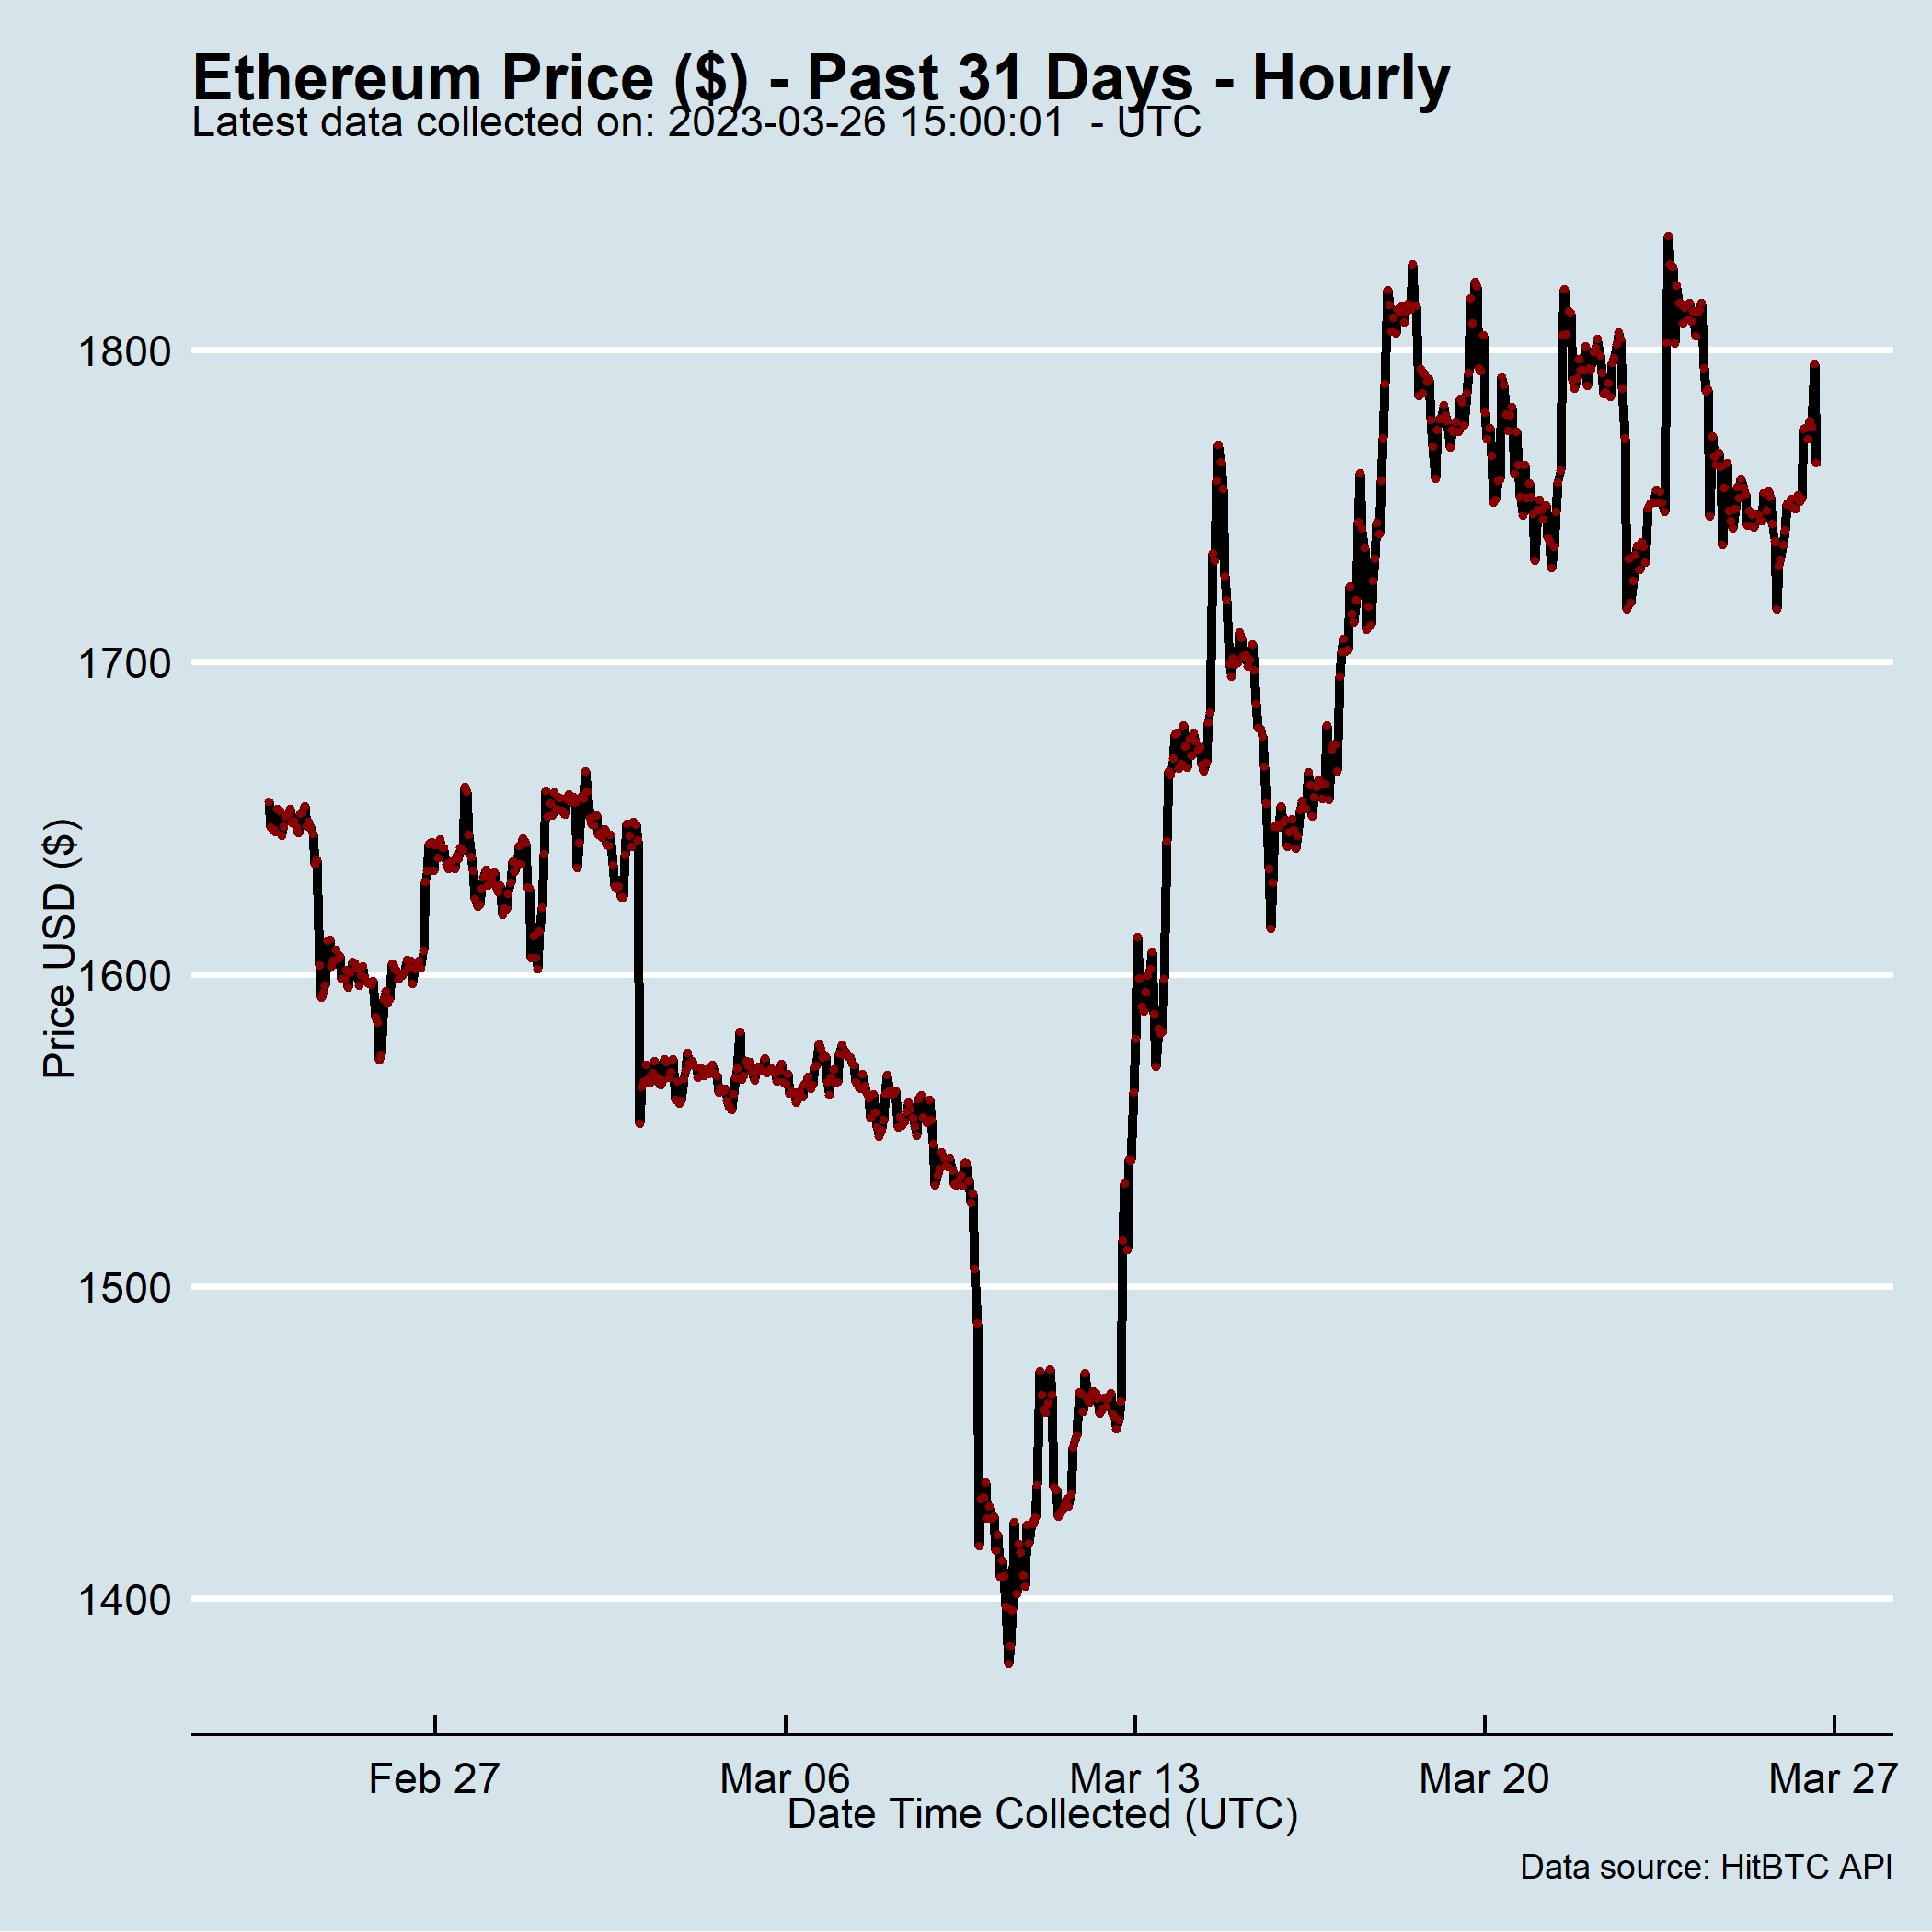 Ethereum Price ($) - Past 31 Days - Hourly
Latest data collected on: 2023-03-26 15:00:01  - UTC
Price USD ($)
1800
1700
1600
1500
1400
Feb 27 Mar 06 Mar 13 Mar 20 Mar 27
Date Time Collected (UTC)
Data source: HitBTC API